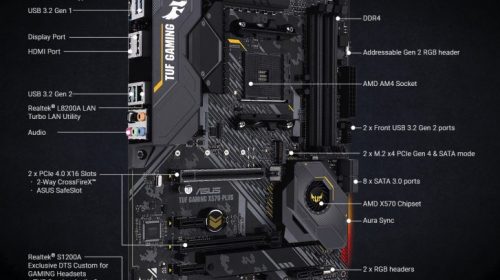 USB 3.2 Gen 1
Display Port
HDMI Port
USB 3.2 Gen 2
Realtek® L8200A LAN
Turbo LAN Utility
Audio
2 x PCIe 4.0 X16 Slots
- 2-Way CrossFireX™
- ASUS SafeSlot
Realtek® S1200A
Exclusive DTS Custom for
GAMING Headsets
TUF GAMING
ASUS
TUF GAMING X570-PLUS
DDR4
Addressable Gen 2 RGB header
AMD AM4 Socket
2 x Front USB 3.2 Gen 2 ports
2 x M.2 x4 PCIe Gen 4 & SATA mode
8 x SATA 3.0 ports
AMD X570 Chipset
Aura Sync
2 x RGB headers